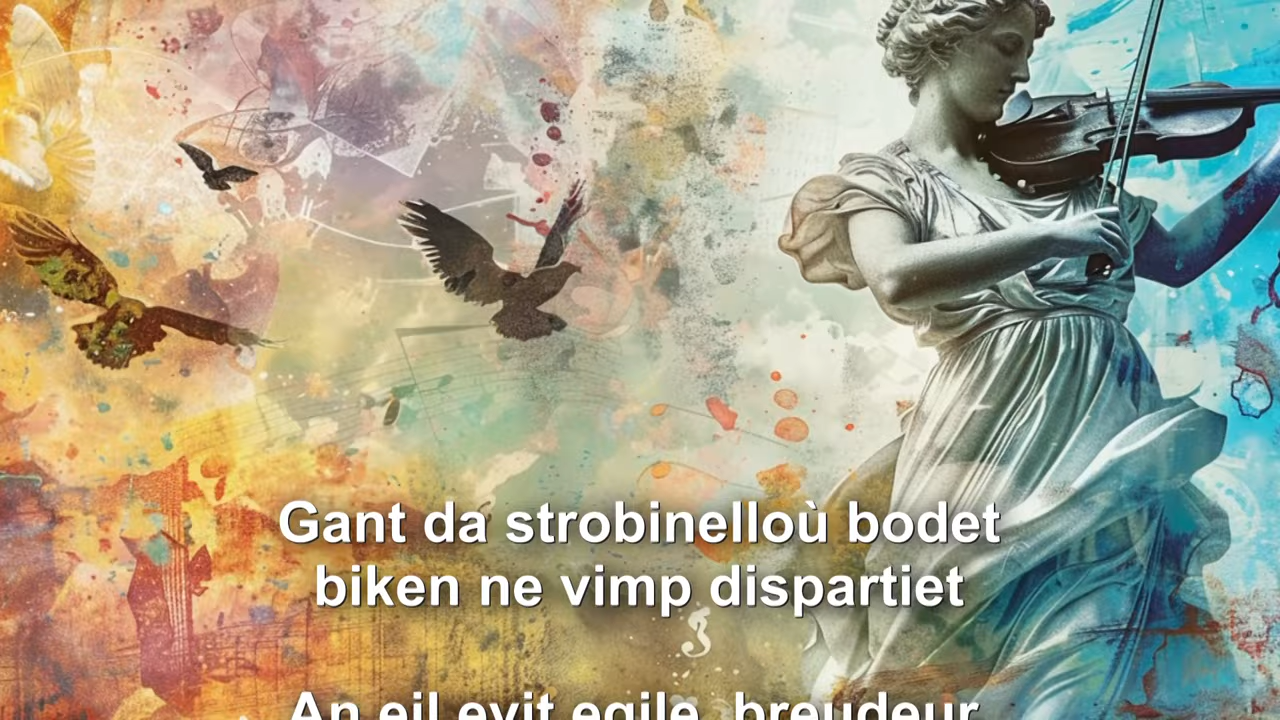 Gant da strobinelloù bodet
biken ne vimp dispartiet
An eil evit egile, breudeur